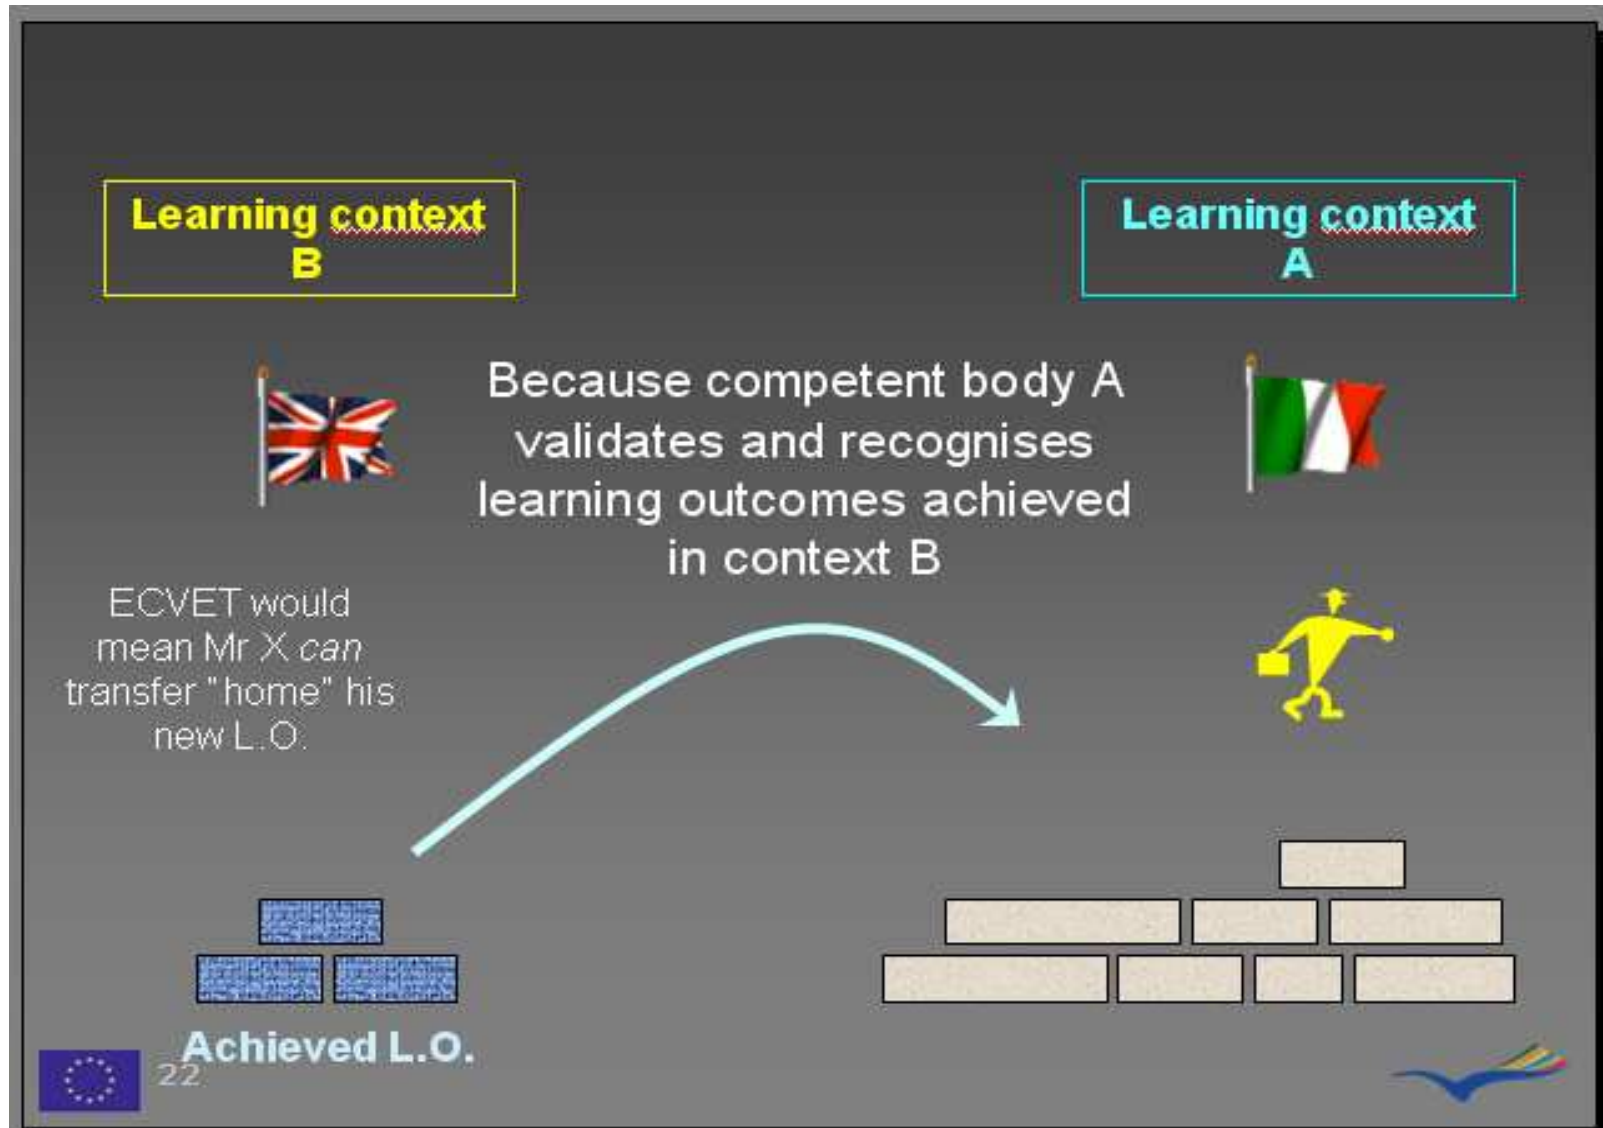 Learning context
B
Learning context
A
Because competent body A
validates and recognises
learning outcomes achieved
in context B
ECVET would
mean Mr X can
transfer "home" his
new L.O.
Achieved L.O.
22